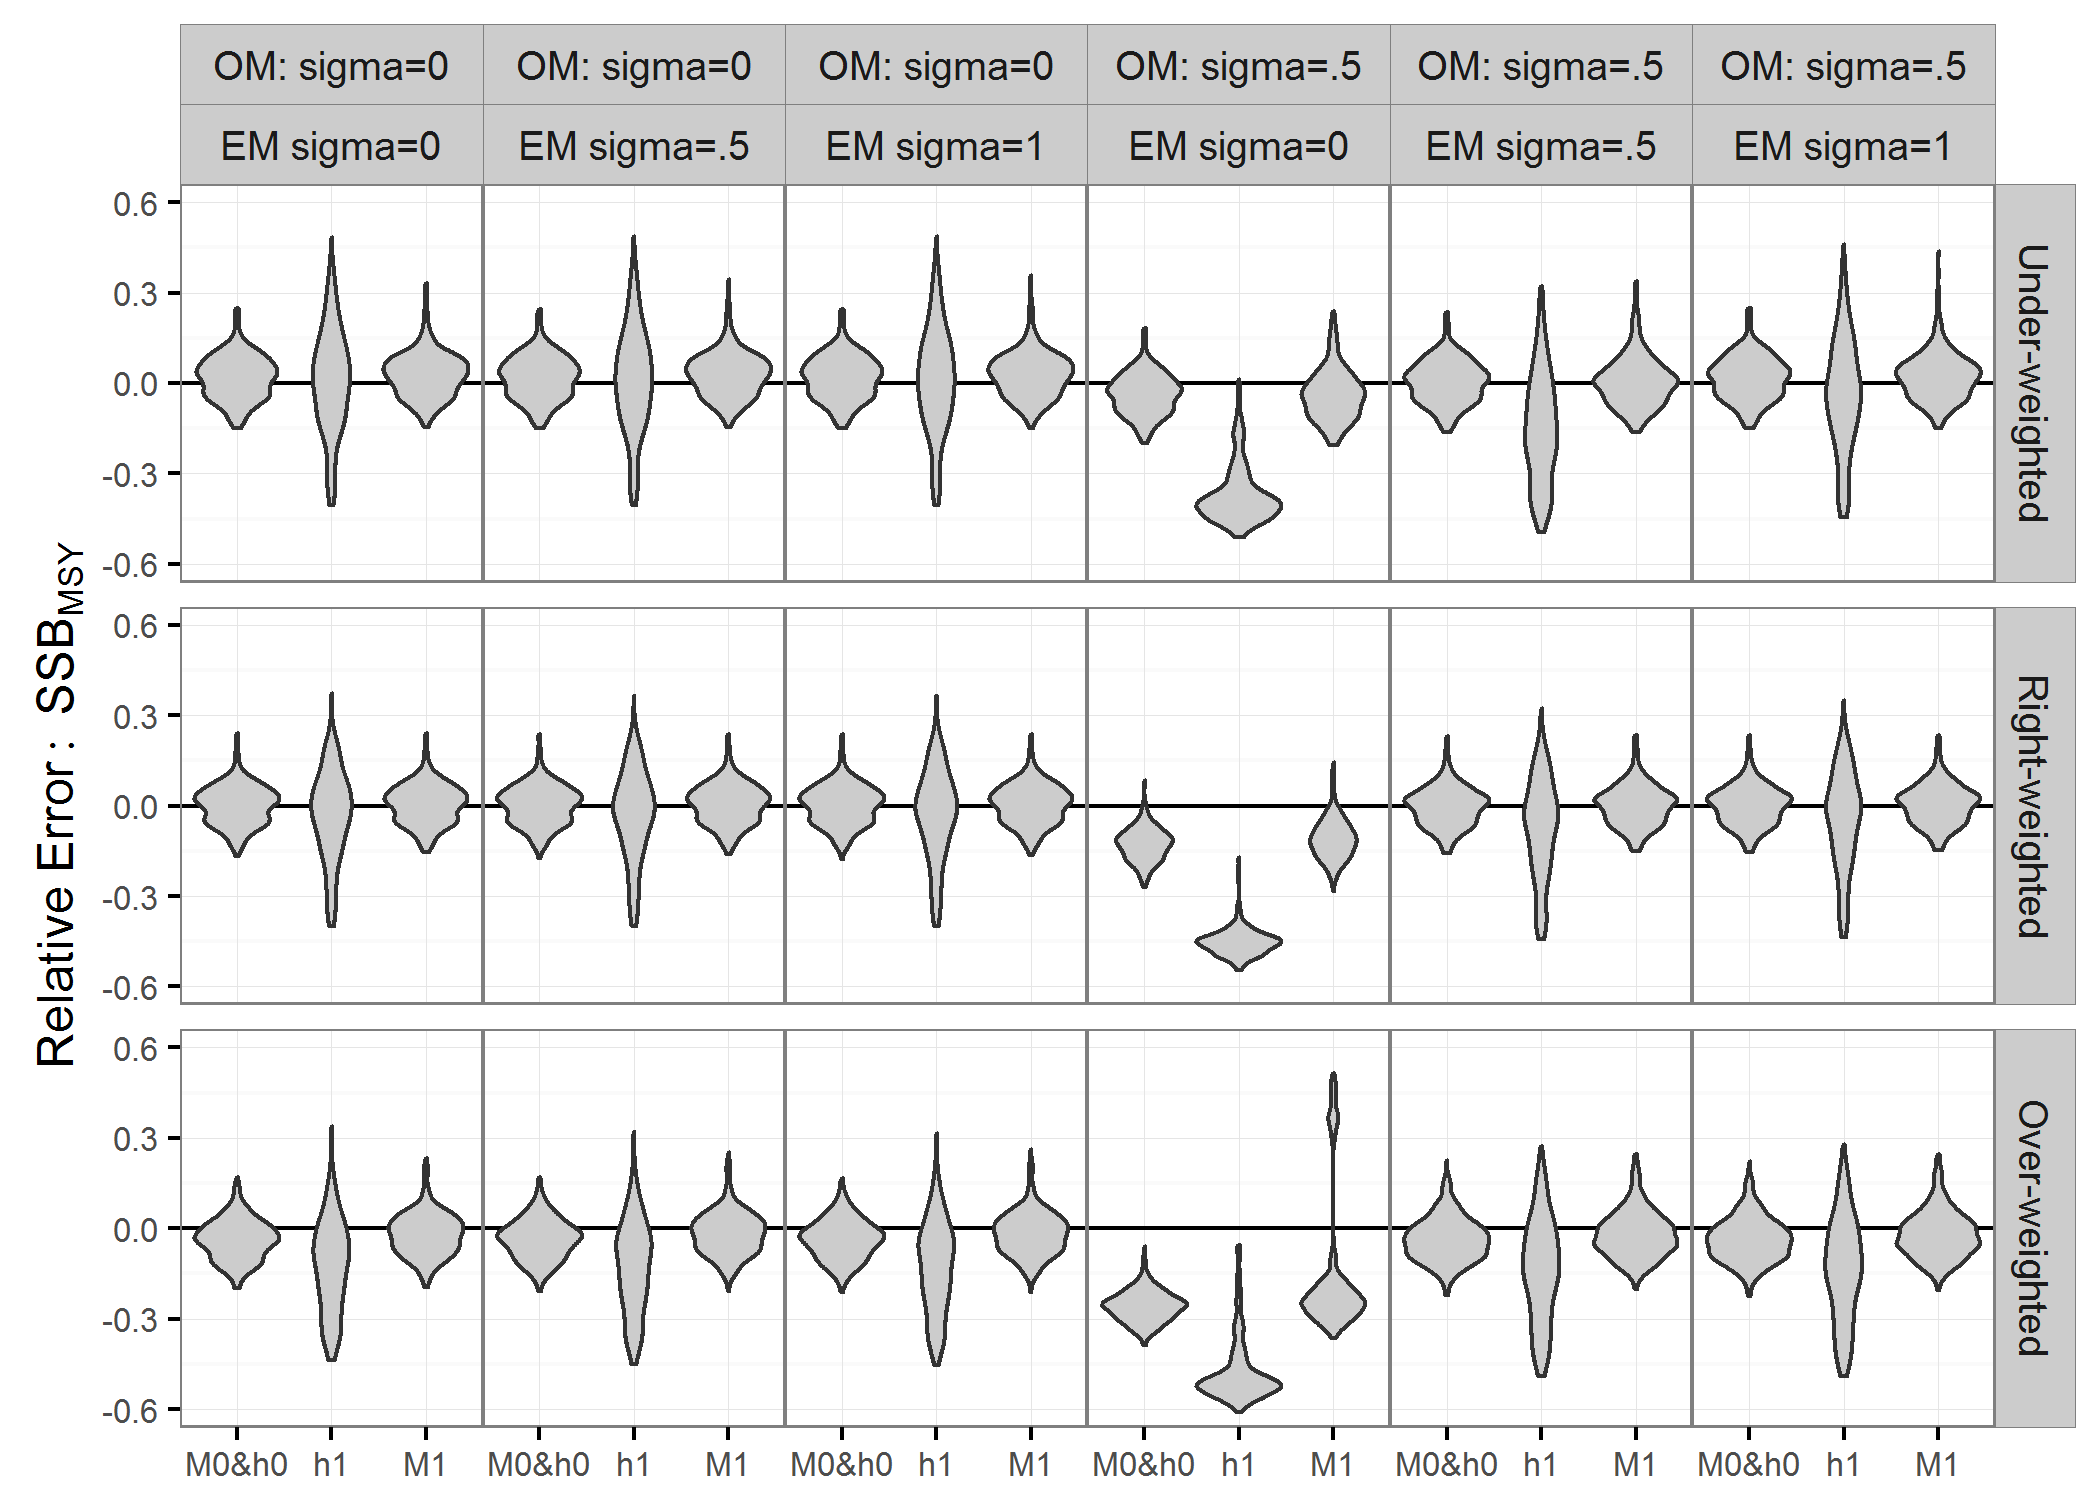 OM: sigma=0 OM: sigma=0 OM: sigma=0 OM: sigma=.5 OM: sigma=.5 OM: sigma=.5
EM sigma=0 EM sigma=.5 EM sigma=1 EM sigma=0 EM sigma=.5 EM sigma=1
Relative Error : SSBMSY
0.6
0.3
0.0
-0.3
-0.6
Under-weighted
0.6
0.3
0.0
-0.3
-0.6
Right-weighted
0.6
0.3
0.0
-0.3
-0.6
Over-weighted
M0&h0 h1 M1 M0&h0 h1 M1 M0&h0 h1 M1 M0&h0 h1 M1 M0&h0 h1 M1 M0&h0 h1 M1